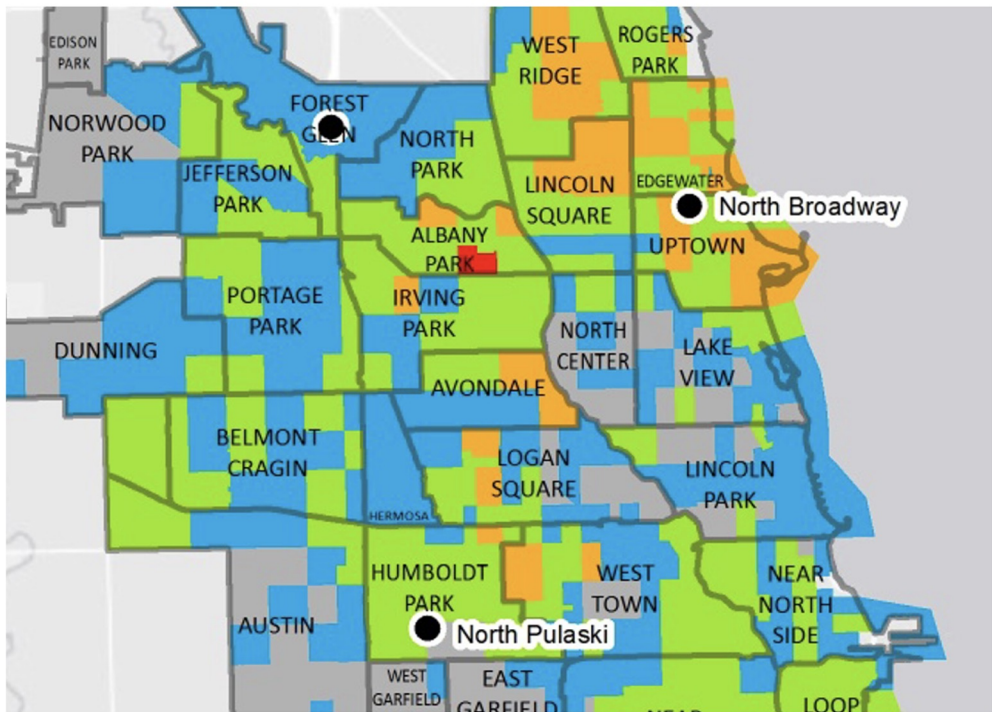 EDISON
PARK
WEST
RIDGE
ROGERS
PARK
NORWOOD
PARK
FOREST
GLEN
NORTH
PARK
JEFFERSON
PARK
LINCOLN
SQUARE
EDGEWATER
North Broadway
ALBANY
PARK
UPTOWN
PORTAGE
PARK
IRVING
PARK
DUNNING
NORTH
CENTER
LAKE
VIEW
AVONDALE
BELMONT
CRAGIN
LOGAN
SQUARE
LINCOLN
PARK
HERMOSA
HUMBOLDT
PARK
WEST
TOWN
NEAR
NORTH
SIDE
AUSTIN
North Pulaski
WEST
GARFIELD
EAST
GARFIELD
NEAR
LOOP